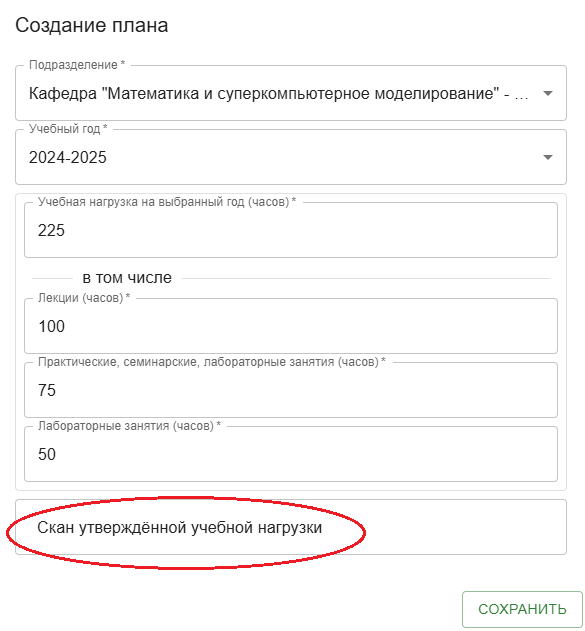 Создание плана
Подразделение *
Кафедра "Математика и суперкомпьютерное моделирование" - ...
Учебный год *
2024-2025
Учебная нагрузка на выбранный год (часов) *
225
в том числе
Лекции (часов) *
100
Практические, семинарские, лабораторные занятия (часов) *
75
Лабораторные занятия (часов) *
50
Скан утверждённой учебной нагрузки
СОХРАНИТЬ